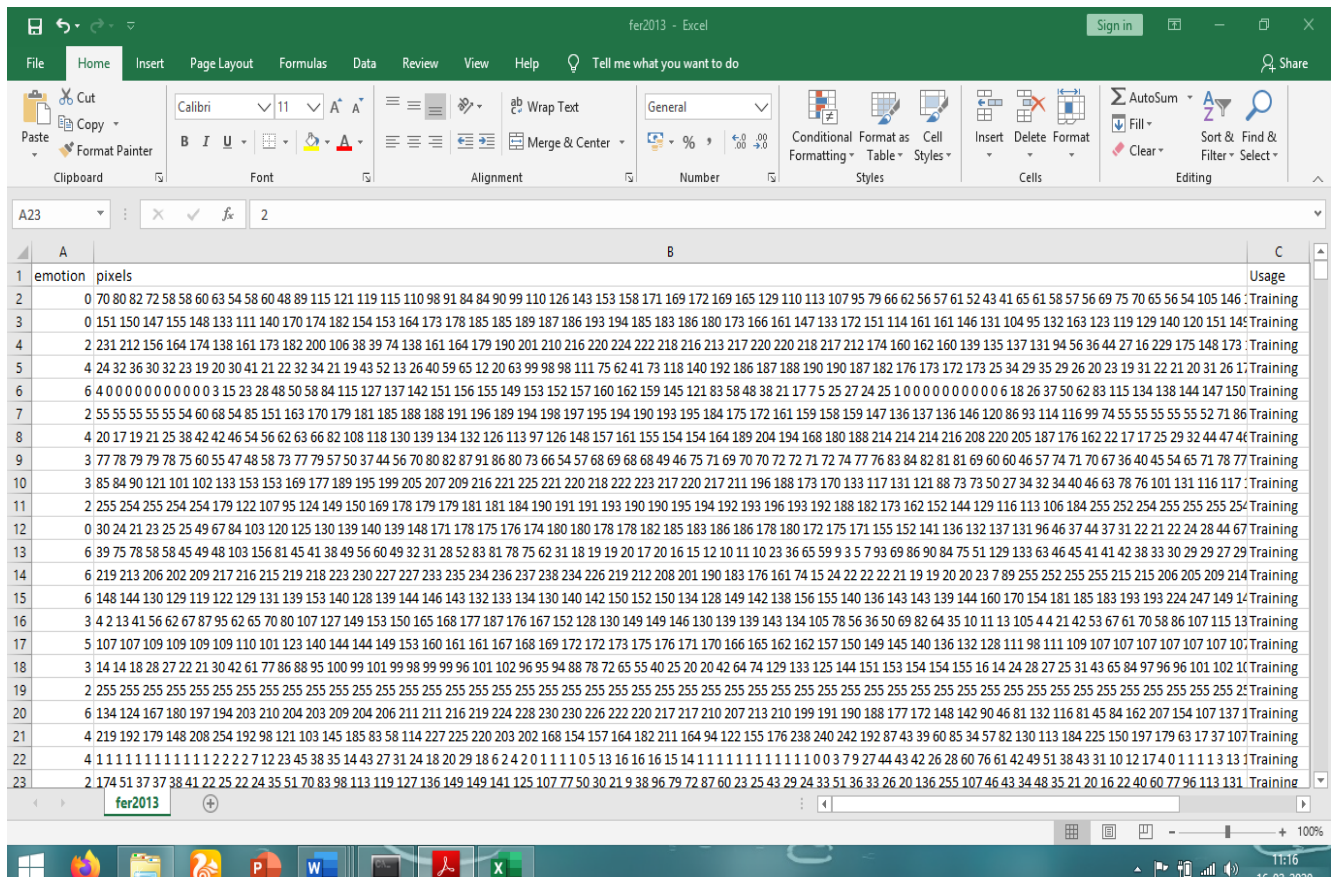 fer2013 - Excel
Sign in
File Home Insert Page Layout Formulas Data Review View Help Tell me what you want to do Share
Cut
Copy
Format Painter
Paste
Calibri 11 A A
B I U A
Wrap Text
Merge & Center
General
% , .00
Conditional Formatting
Format as Table
Cell Styles
Insert Delete Format
AutoSum
Fill
Clear
Sort & Filter
Find & Select
Clipboard Font Alignment Number Styles Cells Editing
A23 fx 2
A B C
1 emotion pixels Usage
2 0 70 80 82 72 58 58 60 63 54 58 60 48 89 115 121 119 115 110 98 91 84 84 90 99 110 126 143 153 158 171 169 172 169 165 129 110 113 107 95 79 66 62 56 57 61 52 43 41 65 61 58 57 56 69 75 70 65 56 54 105 146 Training
3 0 151 150 147 155 148 133 111 140 170 174 182 154 153 164 173 178 185 185 189 187 186 193 194 185 183 186 180 173 166 161 147 133 172 151 114 161 161 146 131 104 95 132 163 123 119 129 140 120 151 Training
4 2 231 212 156 164 174 138 161 173 182 200 106 38 39 74 138 161 164 179 190 201 210 216 220 224 222 218 216 213 217 220 220 218 217 212 174 160 162 160 139 135 137 131 94 56 36 44 27 16 229 175 148 173 Training
5 4 24 32 36 30 32 23 19 20 30 41 21 22 32 34 21 19 43 52 13 26 40 59 65 12 20 63 99 98 98 111 75 62 41 73 118 140 192 186 187 188 190 190 187 182 176 173 172 173 25 34 29 35 29 26 20 23 19 31 22 21 20 31 26 Training
6 6 4 0 0 0 0 0 0 0 0 0 0 0 3 15 23 28 48 50 58 84 115 127 137 142 151 156 155 149 153 152 157 160 162 159 145 121 83 58 48 38 21 17 7 5 25 27 24 25 1 0 0 0 0 0 0 0 0 0 0 6 18 26 37 50 62 83 115 134 138 144 147 150 Training
7 2 55 55 55 55 55 54 60 68 54 85 151 163 170 179 181 185 188 188 191 196 189 194 198 197 195 194 190 193 195 184 175 172 161 159 158 159 147 136 137 136 146 120 86 93 114 116 99 74 55 55 55 55 55 52 71 86 Training
8 4 20 17 19 21 25 38 42 42 46 54 56 62 63 66 82 108 118 130 139 134 132 126 113 97 126 148 157 161 155 154 154 164 189 204 194 168 180 188 214 214 214 216 208 220 205 187 176 162 22 17 17 25 29 32 44 47 46 Training
9 3 77 78 79 79 78 75 60 55 47 48 58 73 77 79 57 50 37 44 56 70 80 82 87 91 86 80 73 66 54 57 68 69 68 68 49 46 75 71 69 70 70 72 72 71 72 74 77 76 83 84 82 81 81 69 60 60 46 57 74 71 70 67 36 40 45 54 65 71 78 77 Training
10 3 85 84 90 121 101 102 133 153 153 169 177 189 195 199 205 207 209 216 221 225 221 220 218 222 223 217 220 217 211 196 188 173 170 133 117 131 121 88 73 73 50 27 34 32 34 40 46 63 78 76 101 131 116 117 Training
11 2 255 254 255 254 254 179 122 107 95 124 149 150 169 178 179 179 181 181 184 190 191 191 193 190 190 195 194 192 193 196 193 192 188 182 173 162 152 144 129 116 113 106 184 255 252 254 255 255 255 254 Training
12 0 30 24 21 23 25 25 49 67 84 103 120 125 130 139 140 139 148 171 178 175 176 174 180 180 178 178 182 185 183 186 186 178 180 172 175 171 155 152 141 136 132 137 131 96 46 37 44 37 31 22 21 22 24 28 44 67 Training
13 6 39 75 78 58 58 45 49 48 103 156 81 45 41 38 49 56 60 49 32 31 28 52 83 81 78 75 62 31 18 19 19 20 17 20 16 15 12 10 11 10 23 36 65 59 9 3 5 7 93 69 86 90 84 75 51 129 133 63 46 45 41 41 42 38 33 30 29 29 27 29 Training
14 6 219 213 206 202 209 217 216 215 219 218 223 230 227 227 233 235 234 236 237 238 234 226 219 212 208 201 190 183 176 161 74 15 24 22 22 22 21 19 19 20 20 23 7 89 255 252 255 255 215 215 206 205 209 214 Training
15 6 148 144 130 129 119 122 129 131 139 153 140 128 139 144 146 143 132 133 134 130 140 142 150 152 150 134 128 149 142 138 156 155 140 136 143 143 139 144 160 170 154 181 185 183 193 193 224 247 149 Training
16 3 4 2 13 41 56 62 67 87 95 62 65 70 80 107 127 149 153 150 165 168 177 187 176 167 152 128 130 149 149 146 130 139 139 143 134 105 78 56 36 50 69 82 64 35 10 11 13 105 4 4 21 42 53 67 61 70 58 86 107 115 Training
17 5 107 107 109 109 109 109 110 101 123 140 144 144 149 153 160 161 161 167 168 169 172 172 173 175 176 171 170 166 165 162 162 157 150 149 145 140 136 132 128 111 98 111 109 107 107 107 107 107 107 Training
18 3 14 14 18 28 27 22 21 30 42 61 77 86 88 95 100 99 101 99 98 99 99 96 101 102 96 95 94 88 78 72 65 55 40 25 20 20 42 64 74 129 133 125 144 151 153 154 154 155 16 14 24 28 27 25 31 43 65 84 97 96 96 101 102 Training
19 2 255 255 255 255 255 255 255 255 255 255 255 255 255 255 255 255 255 255 255 255 255 255 255 255 255 255 255 255 255 255 255 255 255 255 255 255 255 255 255 255 255 255 255 255 255 255 255 255 255 Training
20 6 134 124 167 180 197 194 203 210 204 203 209 204 206 211 211 216 219 224 228 230 230 226 222 220 217 217 210 207 213 210 199 191 190 188 177 172 148 142 90 46 81 132 116 81 45 84 162 207 154 107 137 Training
21 4 219 192 179 148 208 254 192 98 121 103 145 185 83 58 114 227 225 220 203 202 168 154 157 164 182 211 164 94 122 155 176 238 240 242 192 87 43 39 60 85 34 57 82 130 113 184 225 150 197 179 63 17 37 107 Training
22 4 1 1 1 1 1 1 1 1 1 1 1 1 2 2 2 2 7 12 23 45 38 35 14 43 27 31 24 18 20 29 18 6 2 4 2 0 1 1 1 1 0 5 13 16 16 16 15 14 1 1 1 1 1 1 1 1 1 1 1 1 0 0 3 7 9 27 44 43 42 26 28 60 76 61 42 49 51 38 43 31 10 12 17 4 0 1 1 1 1 3 13 Training
23 2 174 51 37 37 38 41 22 25 22 24 35 51 70 83 98 113 119 127 136 149 149 141 125 107 77 50 30 21 9 38 96 79 72 87 60 23 25 43 29 24 33 51 36 33 26 20 136 255 107 46 43 34 48 35 21 20 16 22 40 60 77 96 113 131 Training
fer2013
100%
11:16